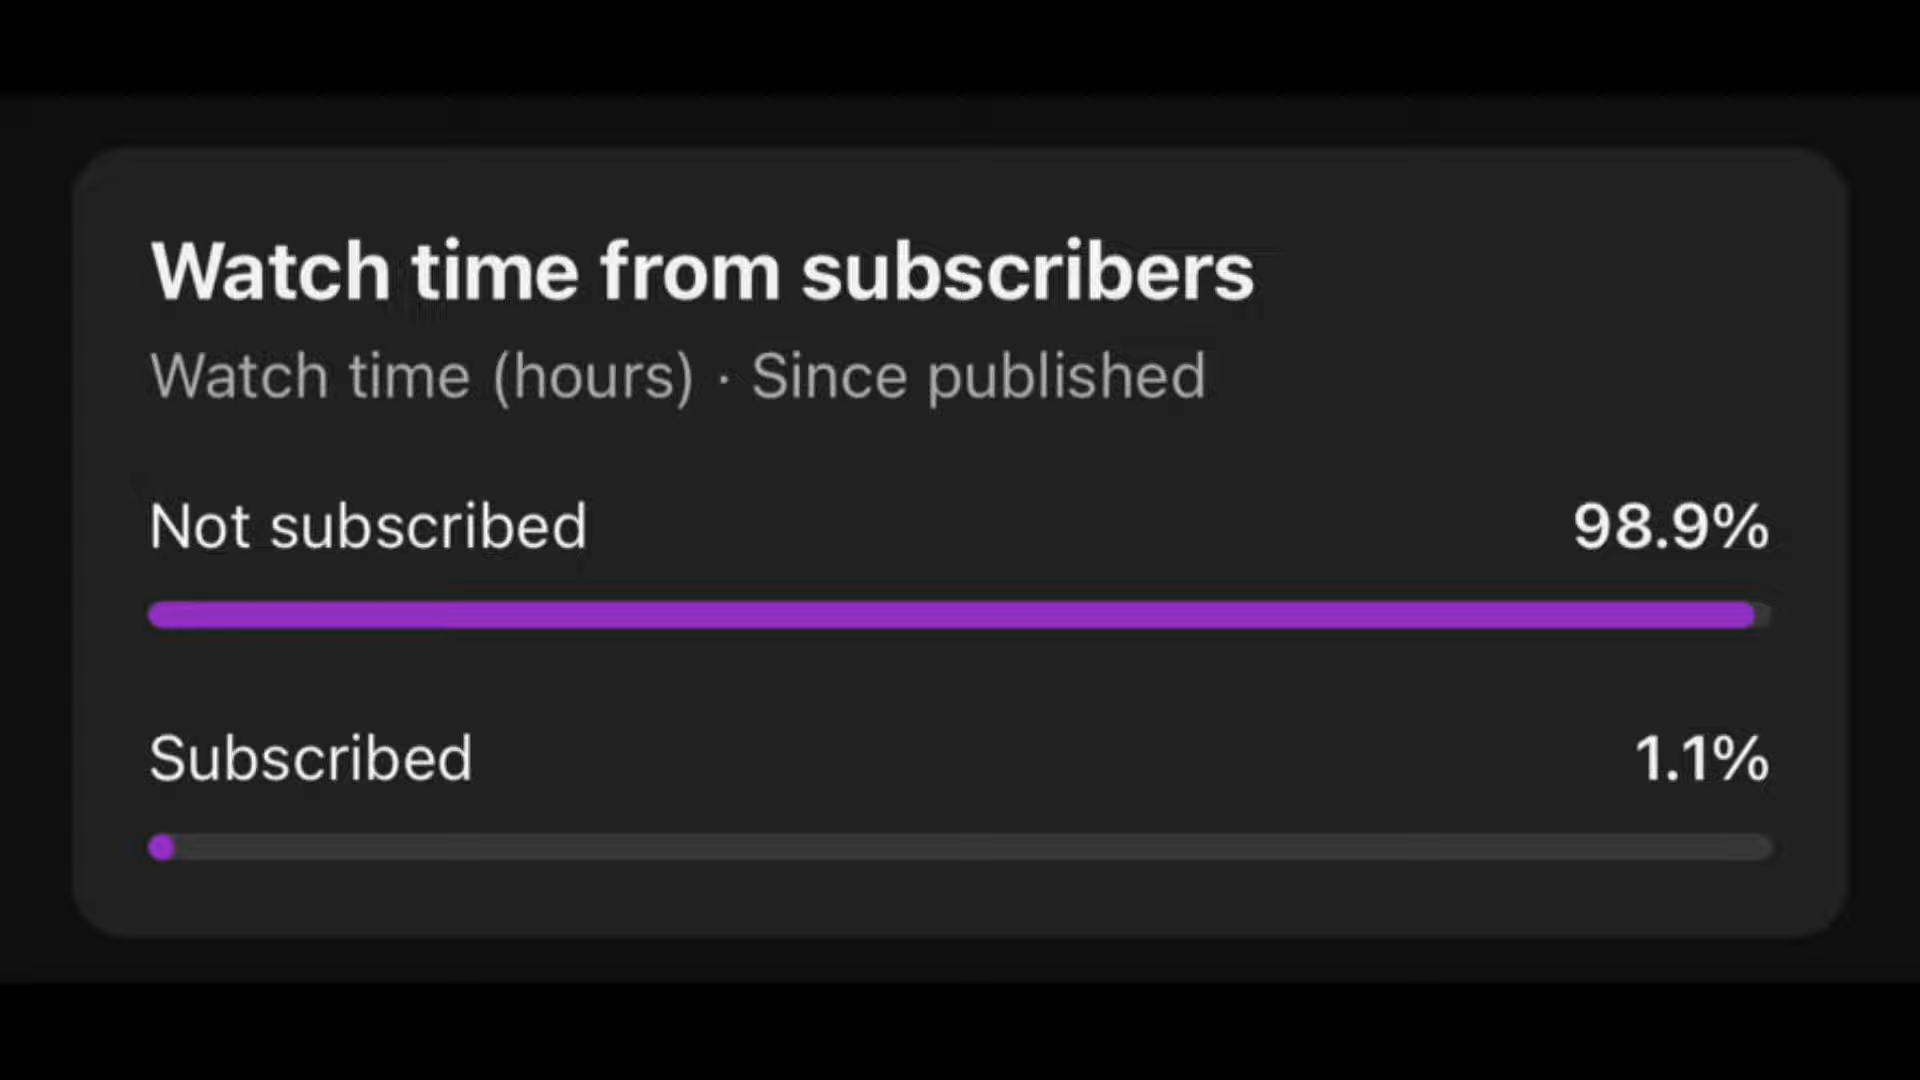 Watch time from subscribers
Watch time (hours) · Since published
Not subscribed 98.9%
Subscribed 1.1%